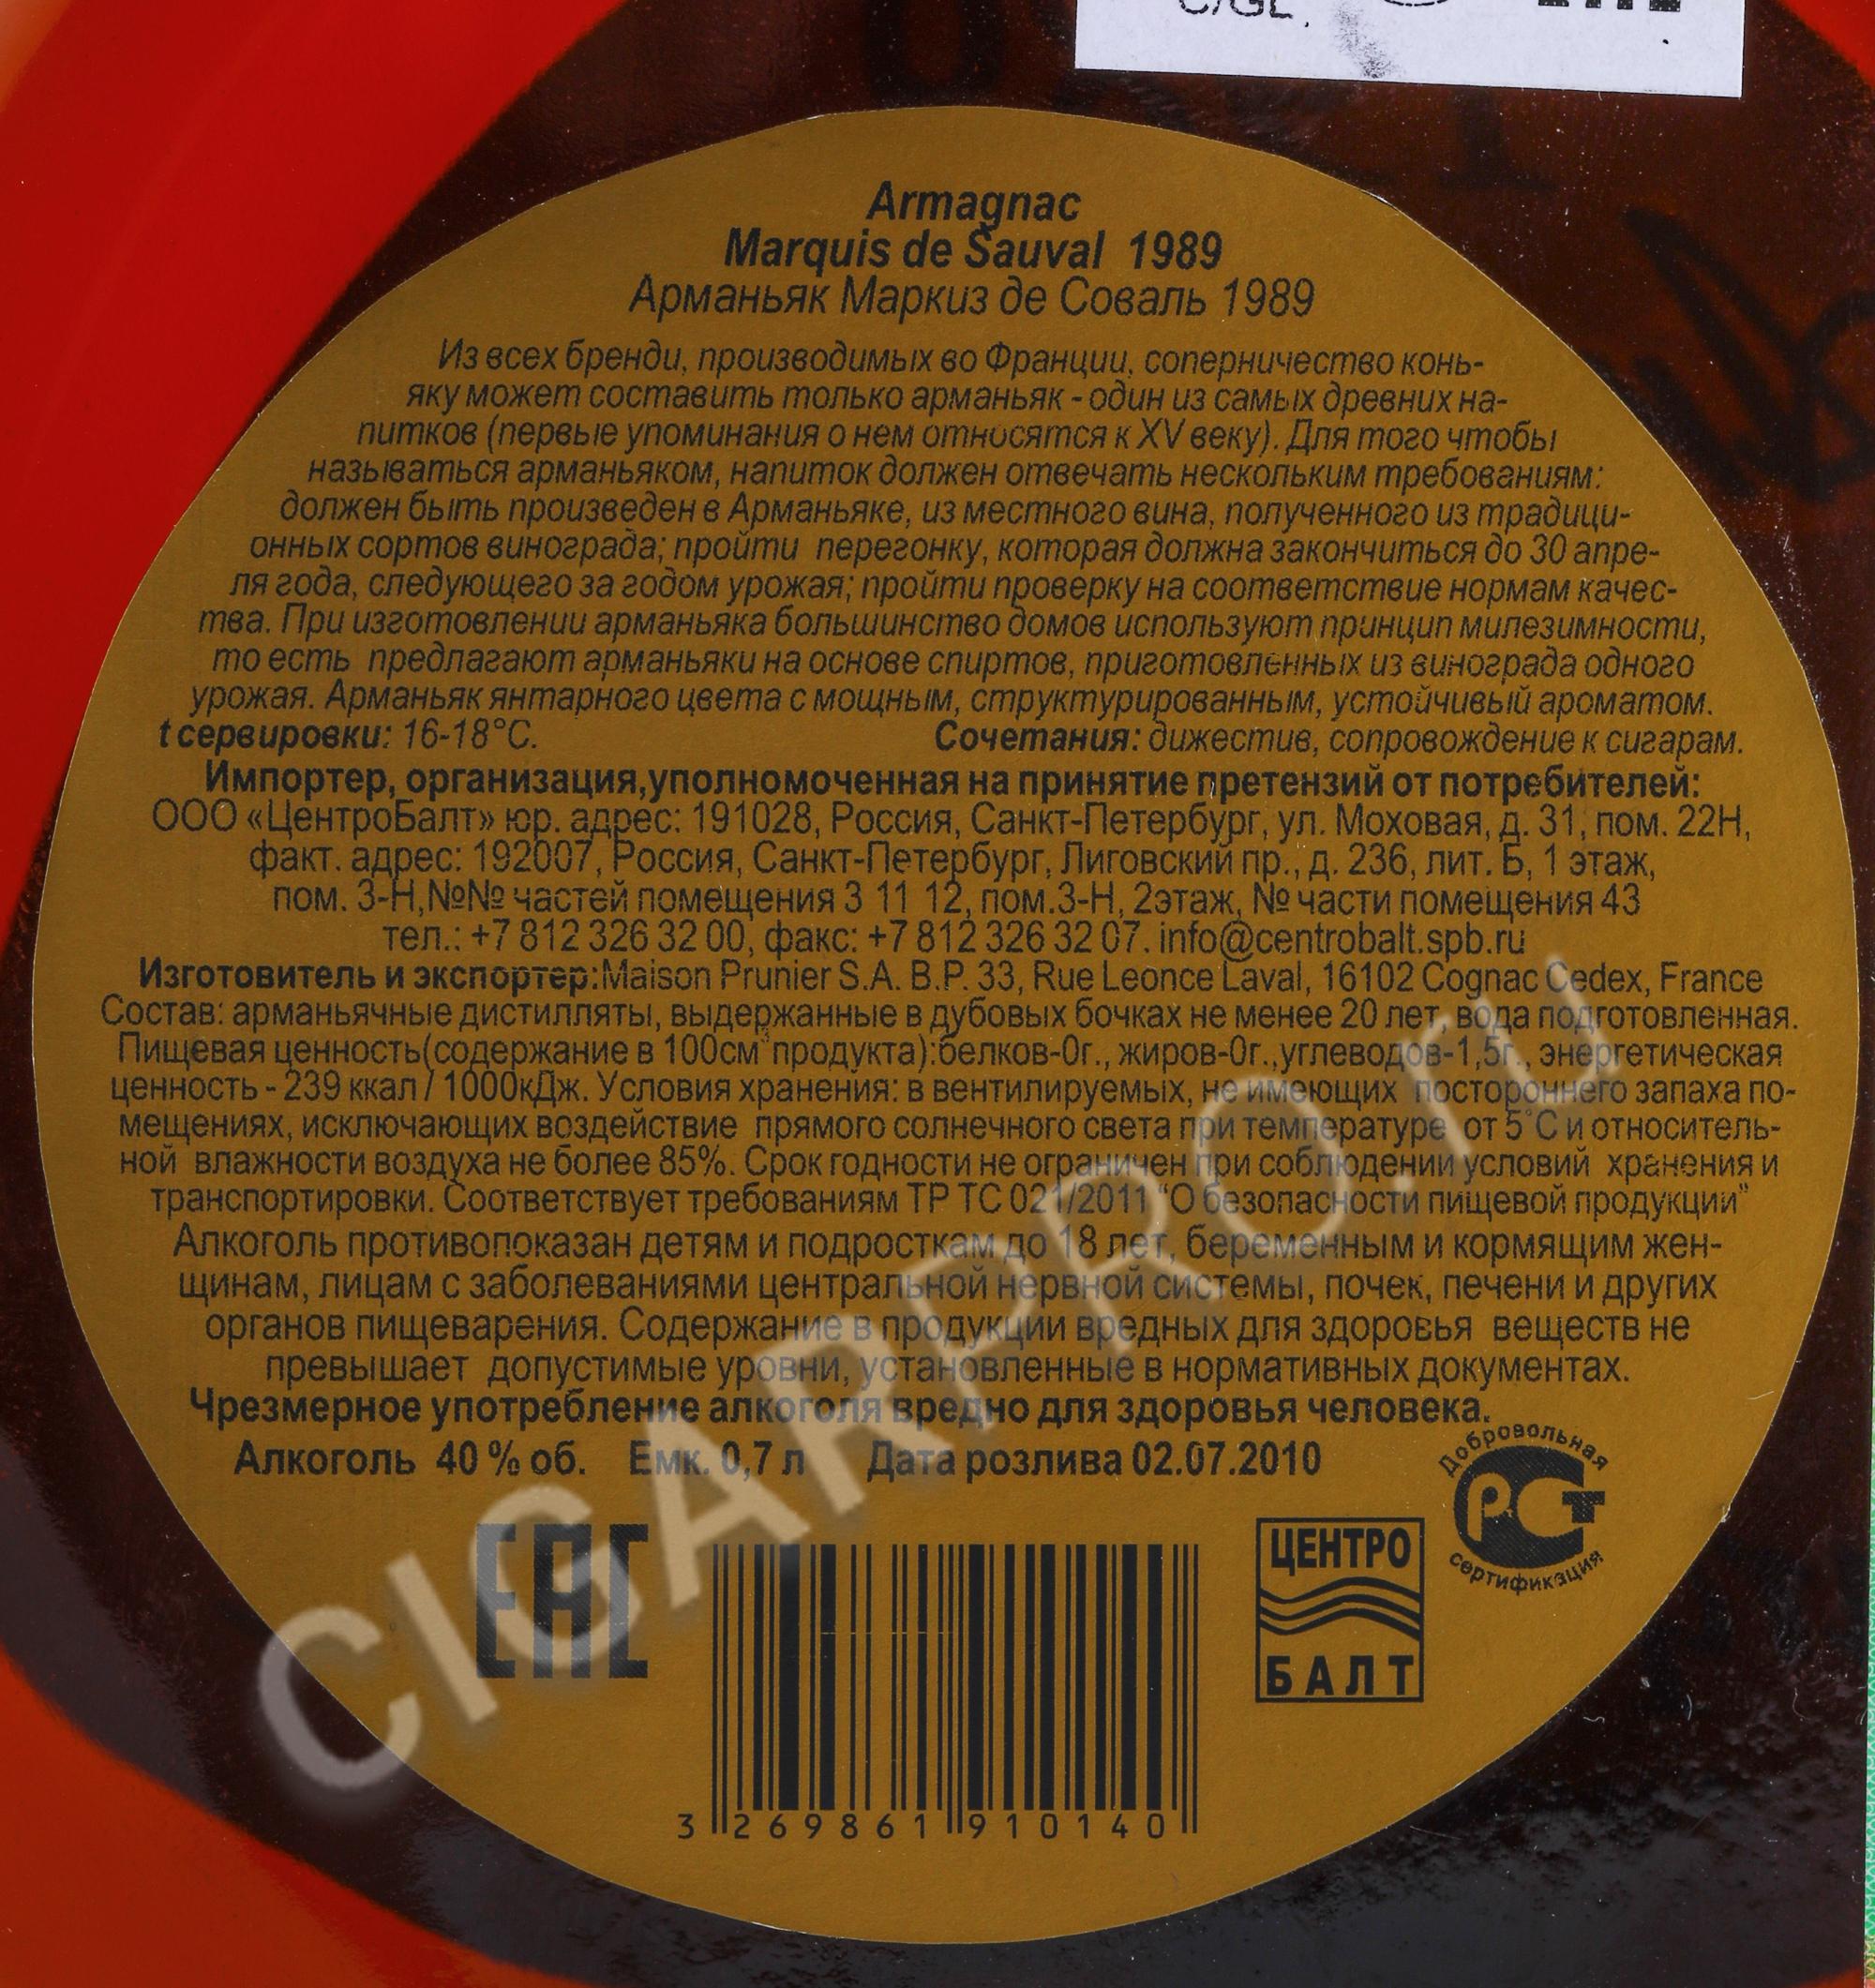 C/GL.
Armagnac
Marquis de Sauval 1989
Арманьяк Маркиз де Соваль 1989
Из всех бренди, производимых во Франции, соперничество конь-
яку может составить только арманьяк - один из самых древних на-
питков (первые упоминания о нем относятся к XV веку). Для того чтобы
называться арманьяком, напиток должен отвечать нескольким требованиям:
должен быть произведен в Арманьяке, из местного вина, полученного из традици-
онных сортов винограда; пройти перегонку, которая должна закончиться до 30 апре-
ля года, следующего за годом урожая; пройти проверку на соответствие нормам качес-
тва. При изготовлении арманьяка большинство домов используют принцип милезимности,
то есть предлагают арманьяки на основе спиртов, приготовленных из винограда одного
урожая. Арманьяк янтарного цвета с мощным, структурированным, устойчивый ароматом.
t сервировки: 16-18°С. Сочетания: дижестив, сопровождение к сигарам.
Импортер, организация,уполномоченная на принятие претензий от потребителей:
ООО «ЦентроБалт» юр. адрес: 191028, Россия, Санкт-Петербург, ул. Моховая, д. 31, пом. 22Н,
факт. адрес: 192007, Россия, Санкт-Петербург, Лиговский пр., д. 236, лит. Б, 1 этаж,
пом. 3-Н,№№ частей помещения 3 11 12, пом.3-Н, 2этаж, № части помещения 43
тел.: +7 812 326 32 00, факс: +7 812 326 32 07. info@centrobalt.spb.ru
Изготовитель и экспортер:Maison Prunier S.A. B.P. 33, Rue Leonce Laval, 16102 Cognac Cedex, France
Состав: арманьячные дистилляты, выдержанные в дубовых бочках не менее 20 лет, вода подготовленная.
Пищевая ценность(содержание в 100см³ продукта):белков-0г., жиров-0г.,углеводов-1,5г., энергетическая
ценность - 239 ккал / 1000кДж. Условия хранения: в вентилируемых, не имеющих постороннего запаха по-
мещениях, исключающих воздействие прямого солнечного света при температуре от 5°С и относитель-
ной влажности воздуха не более 85%. Срок годности не ограничен при соблюдении условий хранения и
транспортировки. Соответствует требованиям ТР ТС 021/2011 "О безопасности пищевой продукции"
Алкоголь противопоказан детям и подросткам до 18 лет, беременным и кормящим жен-
щинам, лицам с заболеваниями центральной нервной системы, почек, печени и других
органов пищеварения. Содержание в продукции вредных для здоровья веществ не
превышает допустимые уровни, установленные в нормативных документах.
Чрезмерное употребление алкоголя вредно для здоровья человека.
Алкоголь 40 % об. Емк. 0,7 л Дата розлива 02.07.2010
Добровольная
РСТ
сертификация
EAC
ЦЕНТРО
БАЛТ
3 269861 910140
CIGARPRO.ru